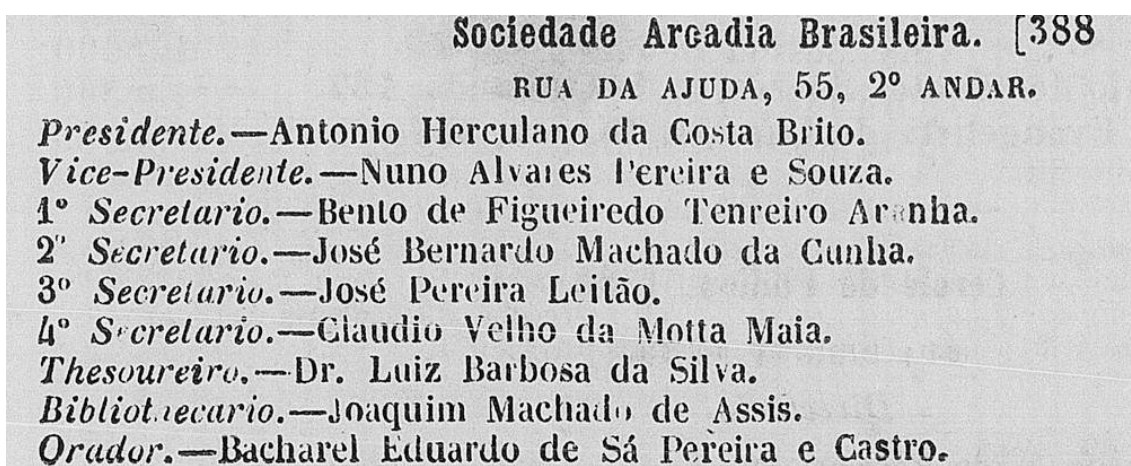 Sociedade Arcadia Brasileira. [388
RUA DA AJUDA, 55, 2º ANDAR.
Presidente.—Antonio Herculano da Costa Brito.
Vice-Presidente.—Nuno Alvares Pereira e Souza.
1º Secretario.—Bento de Figueiredo Tenreiro Aranha.
2º Secretario.—José Bernardo Machado da Cunha.
3º Secretario.—José Pereira Leitão.
4º Secretario.—Claudio Velho da Motta Maia.
Thesoureiro.—Dr. Luiz Barbosa da Silva.
Bibliothecario.—Joaquim Machado de Assis.
Orador.—Bacharel Eduardo de Sá Pereira e Castro.